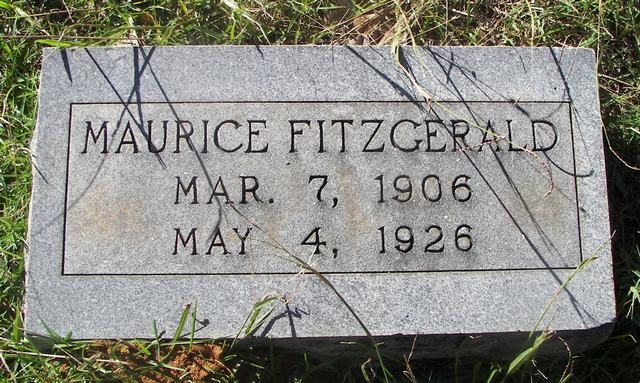 MAURICE FITZGERALD
MAR. 7, 1906
MAY 4, 1926